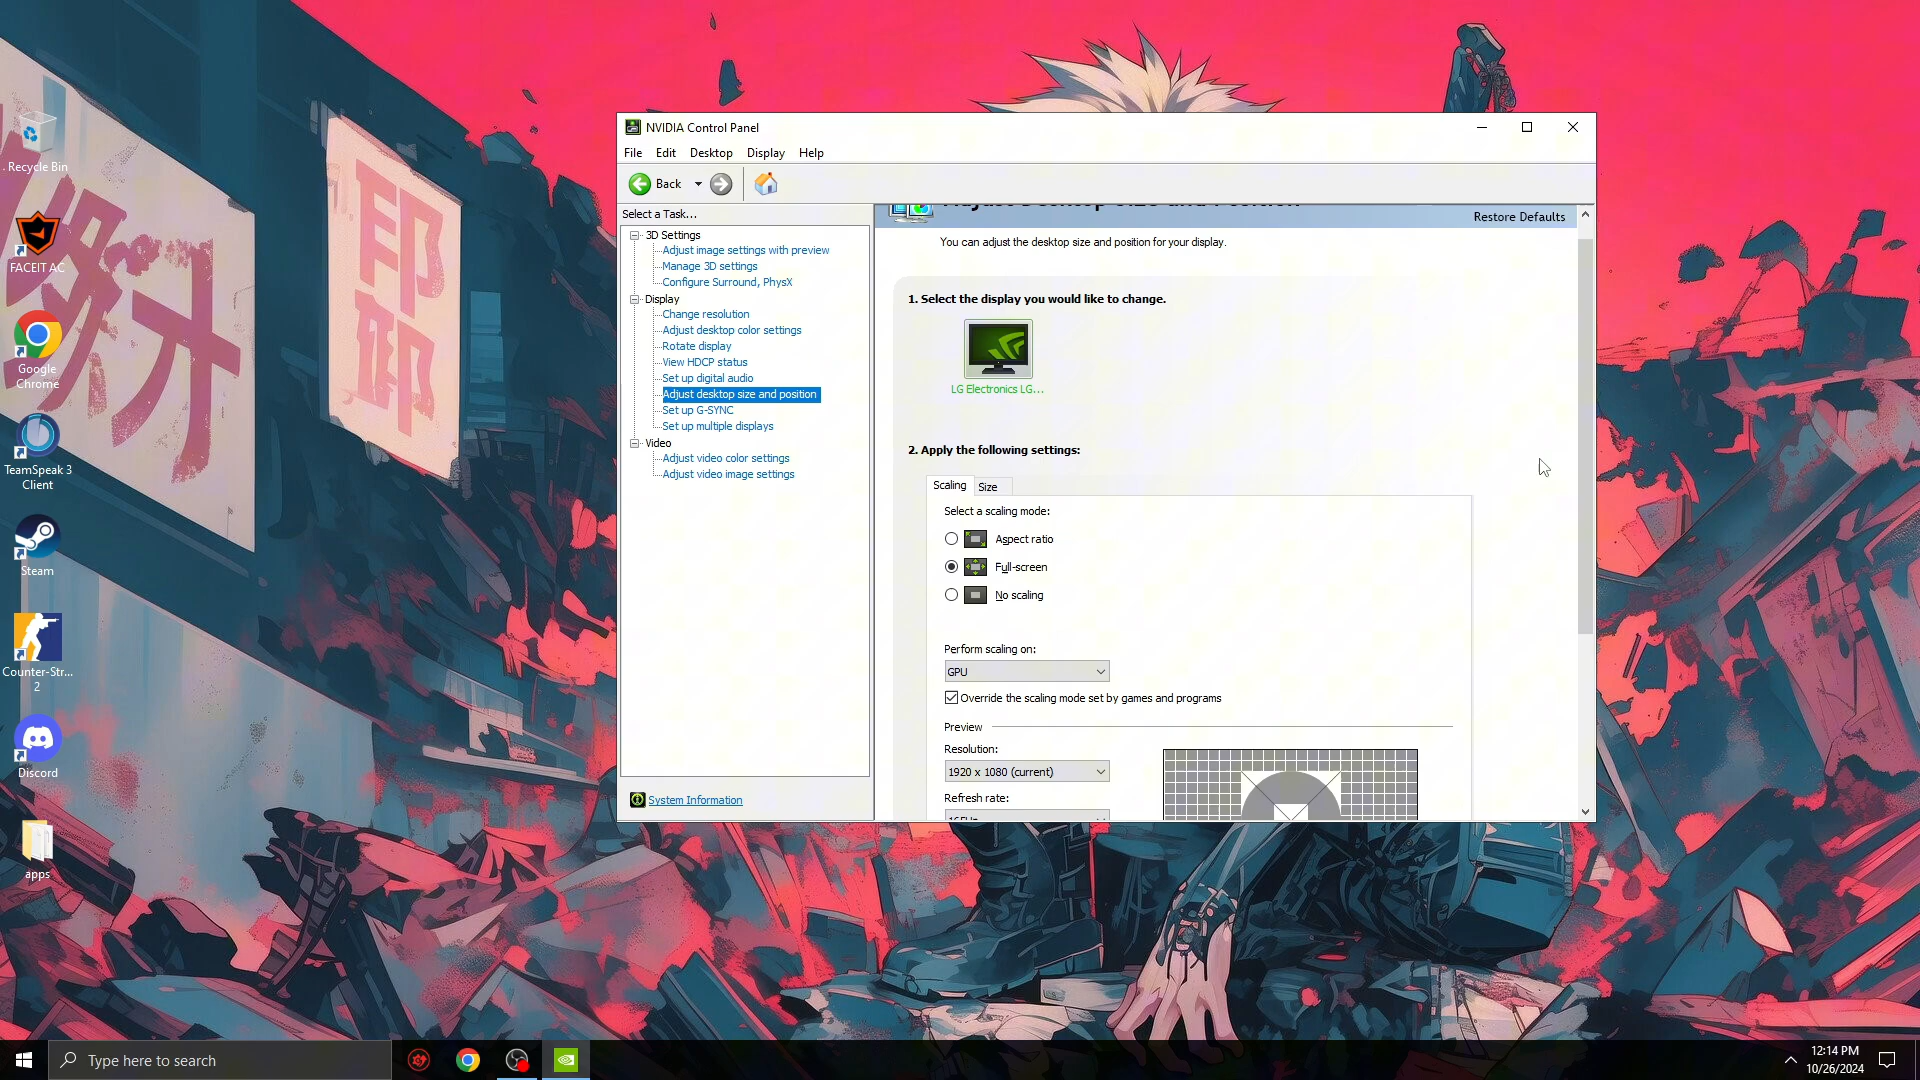 Recycle Bin
FACEIT AC
Google
Chrome
TeamSpeak 3
Client
Steam
Counter-Str...
2
Discord
apps
NVIDIA Control Panel
File Edit Desktop Display Help
Back
Select a Task...
3D Settings
Adjust image settings with preview
Manage 3D settings
Configure Surround, PhysX
Display
Change resolution
Adjust desktop color settings
Rotate display
View HDCP status
Set up digital audio
Adjust desktop size and position
Set up G-SYNC
Set up multiple displays
Video
Adjust video color settings
Adjust video image settings
System Information
Adjust Desktop Size and Position
Restore Defaults
You can adjust the desktop size and position for your display.
1. Select the display you would like to change.
LG Electronics LG...
2. Apply the following settings:
Scaling Size
Select a scaling mode:
Aspect ratio
Full-screen
No scaling
Perform scaling on:
GPU
Override the scaling mode set by games and programs
Preview
Resolution:
1920 x 1080 (current)
Refresh rate:
Type here to search
12:14 PM
10/26/2024